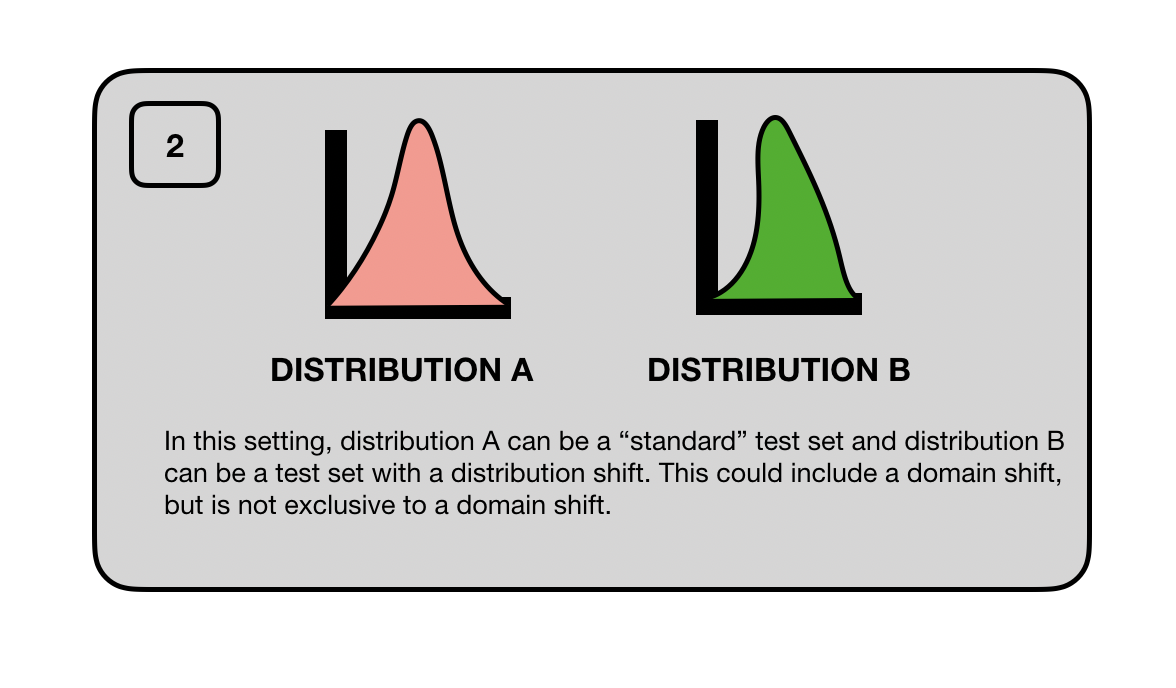 2
DISTRIBUTION A
DISTRIBUTION B
In this setting, distribution A can be a “standard” test set and distribution B
can be a test set with a distribution shift. This could include a domain shift,
but is not exclusive to a domain shift.